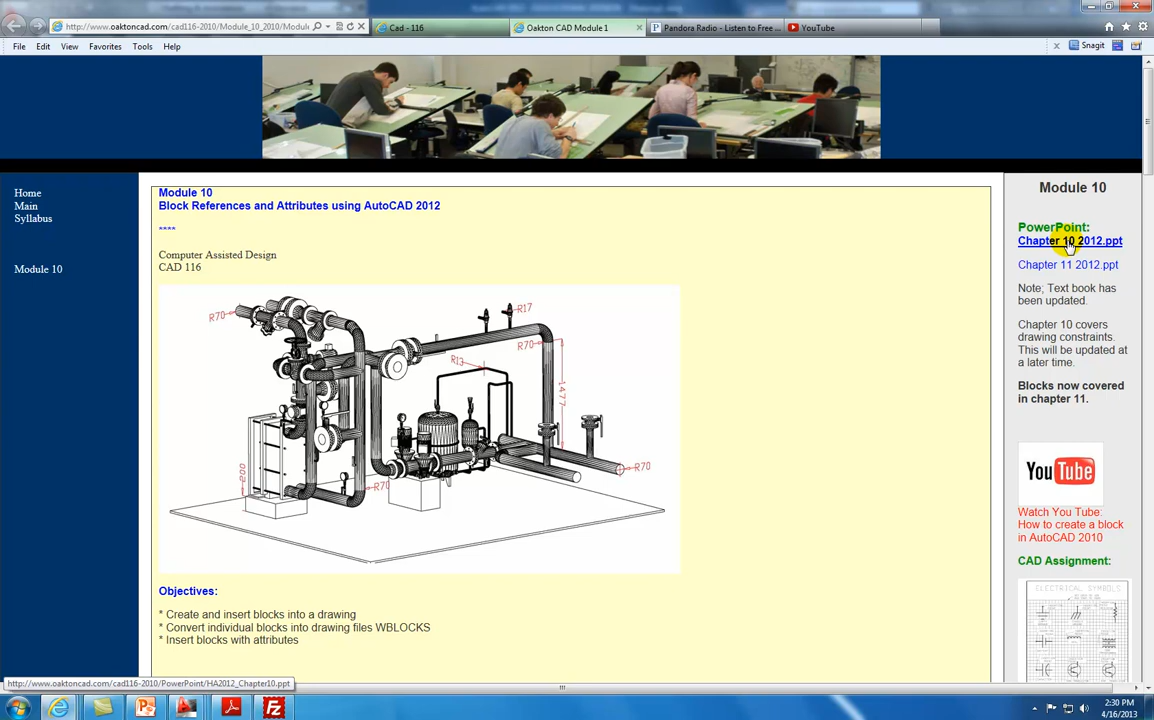 http://www.oaktoncad.com/cad116-2010/Module_10_2010/Modul
Cad - 116
Oakton CAD Module 1
Pandora Radio - Listen to Free ...
YouTube
File Edit View Favorites Tools Help
Snagit
Home
Main
Syllabus
Module 10
Module 10
Block References and Attributes using AutoCAD 2012
****
Computer Assisted Design
CAD 116
R70
R17
R70
R13
1477
200
R70
R70
Objectives:
* Create and insert blocks into a drawing
* Convert individual blocks into drawing files WBLOCKS
* Insert blocks with attributes
Module 10
PowerPoint:
Chapter 10 2012.ppt
Chapter 11 2012.ppt
Note; Text book has
been updated.
Chapter 10 covers
drawing constraints.
This will be updated at
a later time.
Blocks now covered
in chapter 11.
YouTube
Watch You Tube:
How to create a block
in AutoCAD 2010
CAD Assignment:
ELECTRICAL SYMBOLS
http://www.oaktoncad.com/cad116-2010/PowerPoint/HA2012_Chapter10.ppt
2:30 PM
4/16/2013